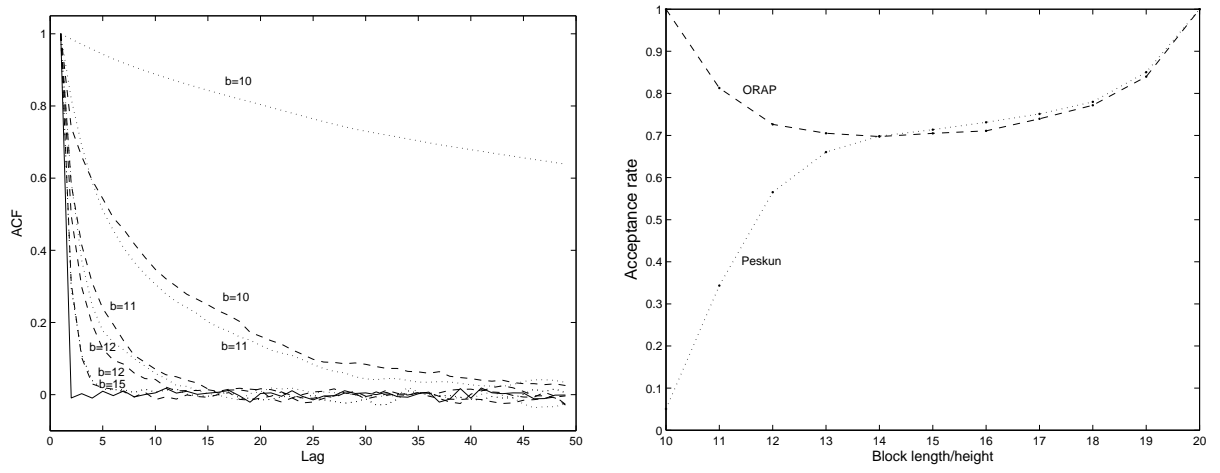 1
0.8
0.6
0.4
0.2
0
ACF
b=10
b=10
b=11
b=11
b=12
b=12
b=15
0 5 10 15 20 25 30 35 40 45 50
Lag
1
0.9
0.8
0.7
0.6
0.5
0.4
0.3
0.2
0.1
0
Acceptance rate
ORAP
Peskun
10 11 12 13 14 15 16 17 18 19 20
Block length/height